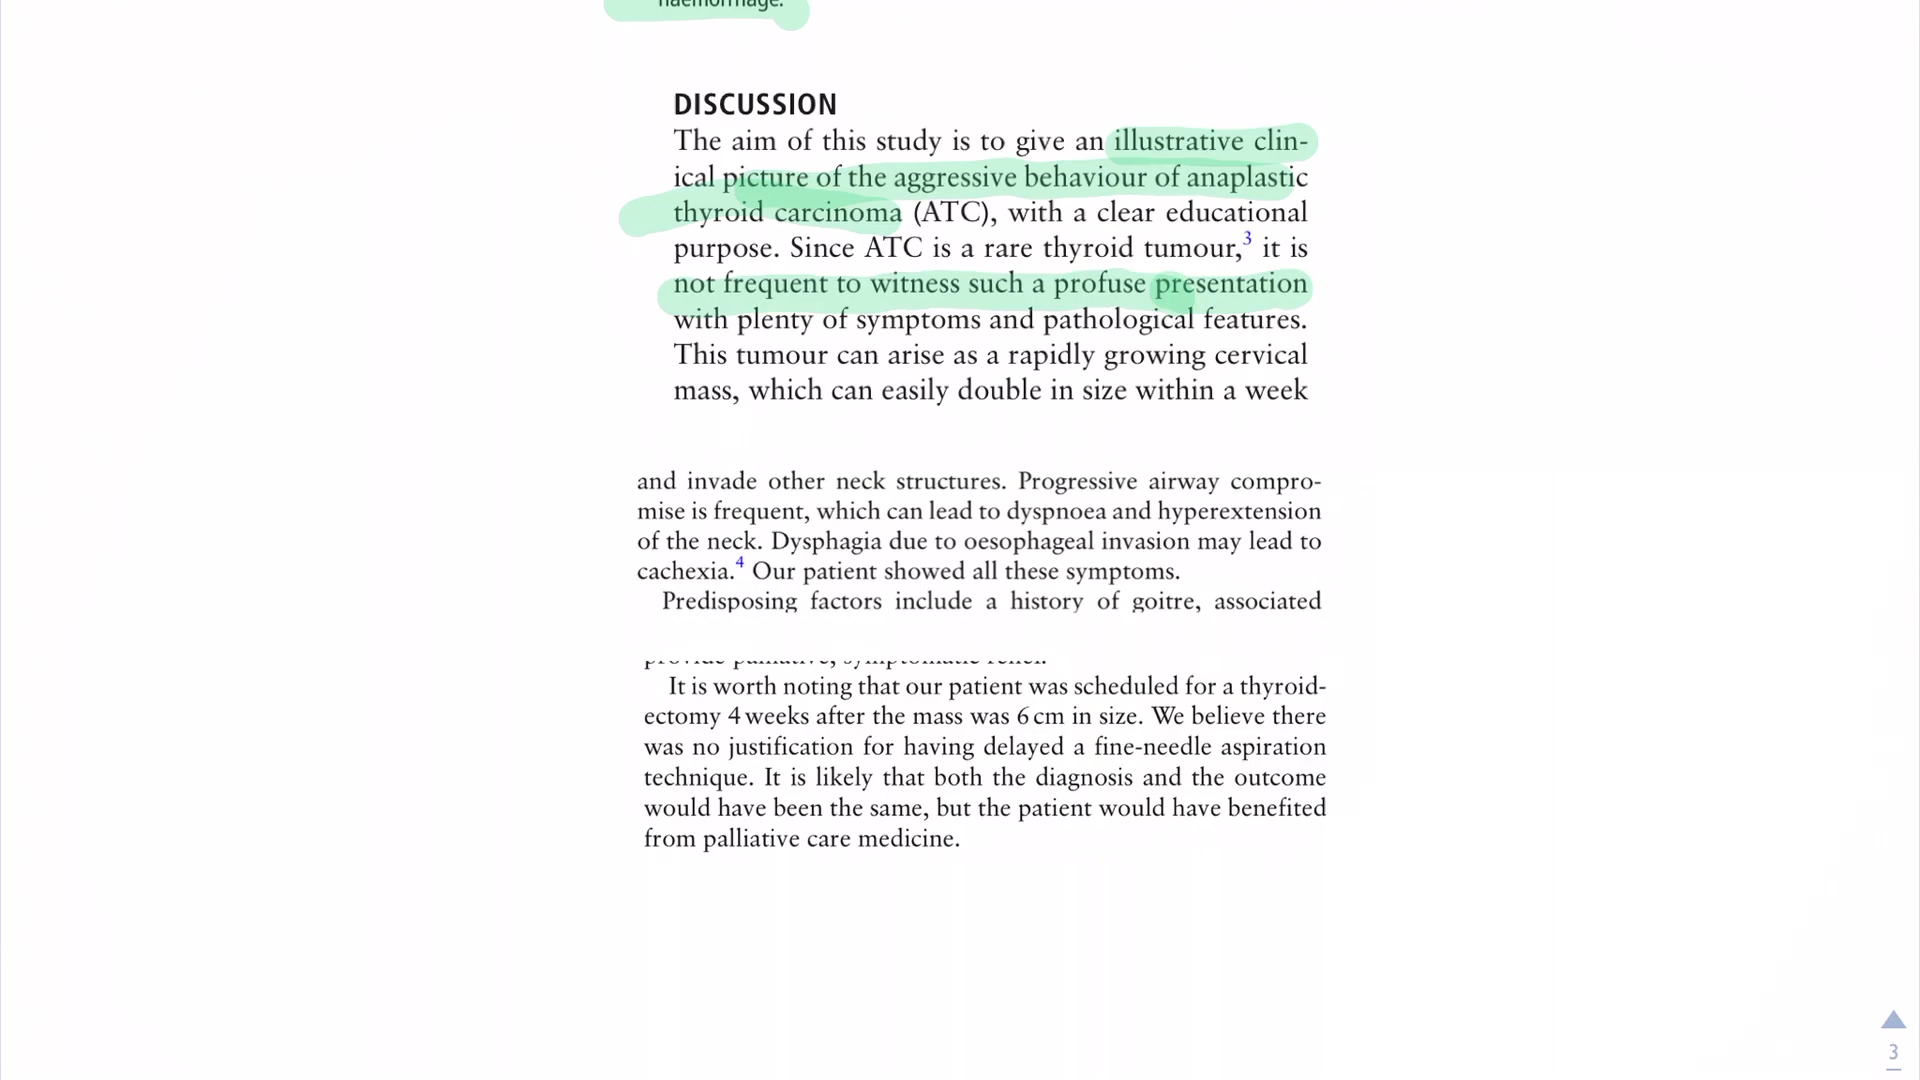 haemorrhage.
DISCUSSION
The aim of this study is to give an illustrative clin-
ical picture of the aggressive behaviour of anaplastic
thyroid carcinoma (ATC), with a clear educational
purpose. Since ATC is a rare thyroid tumour,3 it is
not frequent to witness such a profuse presentation
with plenty of symptoms and pathological features.
This tumour can arise as a rapidly growing cervical
mass, which can easily double in size within a week
and invade other neck structures. Progressive airway compro-
mise is frequent, which can lead to dyspnoea and hyperextension
of the neck. Dysphagia due to oesophageal invasion may lead to
cachexia.4 Our patient showed all these symptoms.
Predisposing factors include a history of goitre, associated
provide palliative, symptomatic relief.
It is worth noting that our patient was scheduled for a thyroid-
ectomy 4 weeks after the mass was 6 cm in size. We believe there
was no justification for having delayed a fine-needle aspiration
technique. It is likely that both the diagnosis and the outcome
would have been the same, but the patient would have benefited
from palliative care medicine.
3